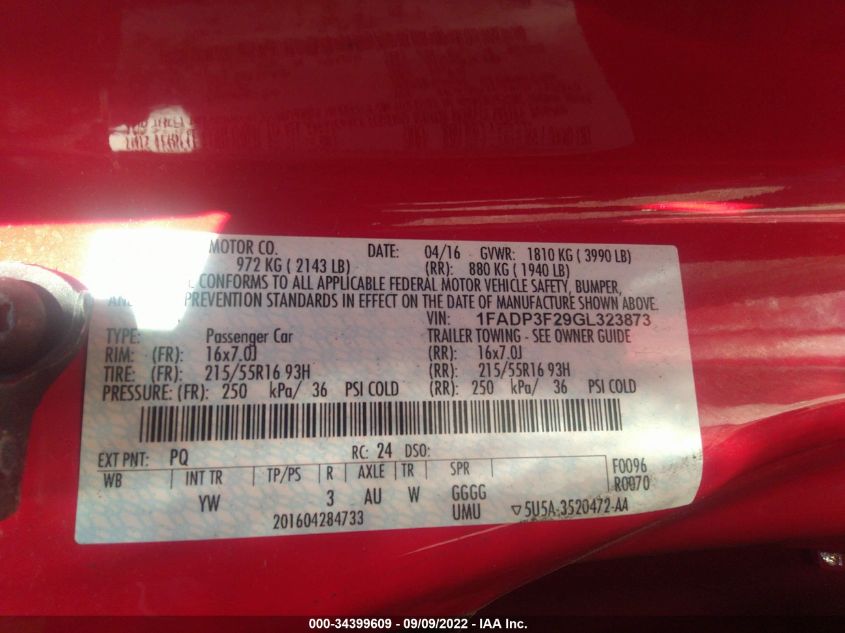 MOTOR CO. DATE: 04/16 GVWR: 1810 KG ( 3990 LB)
972 KG ( 2143 LB) (RR): 880 KG ( 1940 LB)
CONFORMS TO ALL APPLICABLE FEDERAL MOTOR VEHICLE SAFETY, BUMPER,
PREVENTION STANDARDS IN EFFECT ON THE DATE OF MANUFACTURE SHOWN ABOVE.
VIN: 1FADP3F29GL323873
TYPE: Passenger Car TRAILER TOWING - SEE OWNER GUIDE
RIM: (FR): 16x7.0J (RR): 16x7.0J
TIRE: (FR): 215/55R16 93H (RR): 215/55R16 93H
PRESSURE: (FR): 250 kPa/ 36 PSI COLD (RR): 250 kPa/ 36 PSI COLD
EXT PNT: PQ RC: 24 DSO:
WB INT TR TP/PS R AXLE TR SPR F0096
YW 3 AU W GGGG R0070
201604284733 UMU ▽5U5A-3520472-AA
000-34399609 - 09/09/2022 - IAA Inc.